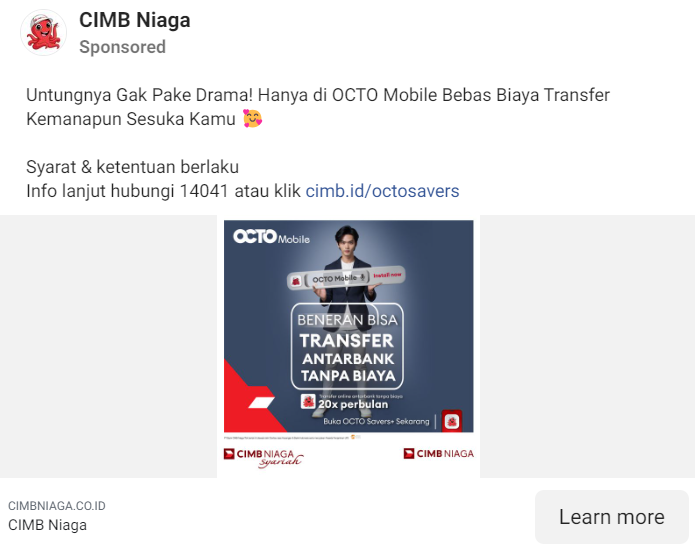 CIMB Niaga
Sponsored
Untungnya Gak Pake Drama! Hanya di OCTO Mobile Bebas Biaya Transfer
Kemanapun Sesuka Kamu 🥰
Syarat & ketentuan berlaku
Info lanjut hubungi 14041 atau klik cimb.id/octosavers
OCTO Mobile
OCTO Mobile Install now
BENERAN BISA
TRANSFER
ANTARBANK
TANPA BIAYA
Transfer online antarbank tanpa biaya
20x perbulan
Buka OCTO Savers+ Sekarang
CIMB NIAGA
syariah
CIMB NIAGA
CIMBNIAGA.CO.ID
CIMB Niaga
Learn more